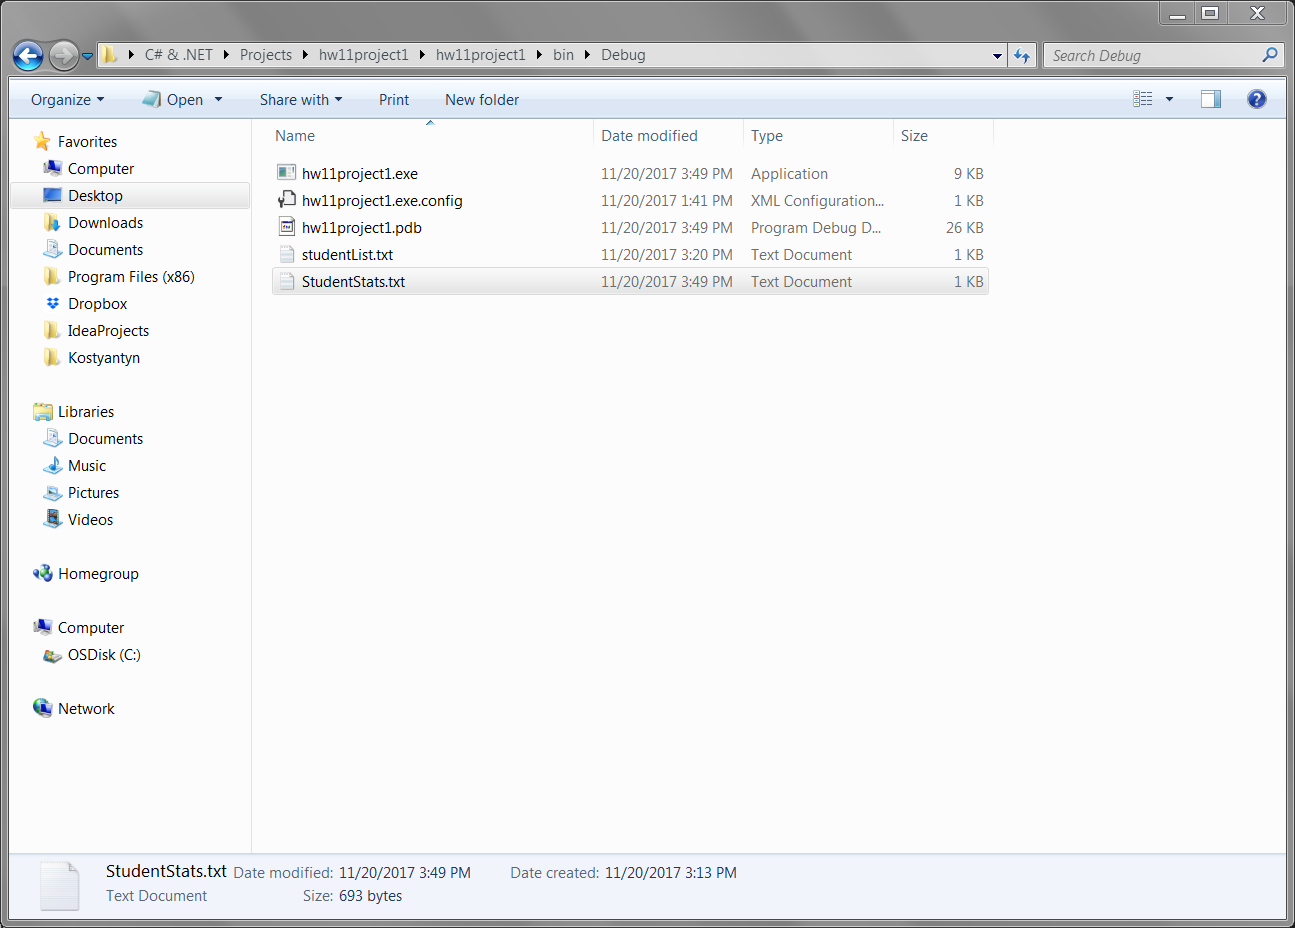 C# & .NET Projects hw11project1 hw11project1 bin Debug Search Debug
Organize Open Share with Print New folder
Favorites
Computer
Desktop
Downloads
Documents
Program Files (x86)
Dropbox
IdeaProjects
Kostyantyn
Libraries
Documents
Music
Pictures
Videos
Homegroup
Computer
OSDisk (C:)
Network
Name Date modified Type Size
hw11project1.exe 11/20/2017 3:49 PM Application 9 KB
hw11project1.exe.config 11/20/2017 1:41 PM XML Configuration... 1 KB
hw11project1.pdb 11/20/2017 3:49 PM Program Debug D... 26 KB
studentList.txt 11/20/2017 3:20 PM Text Document 1 KB
StudentStats.txt 11/20/2017 3:49 PM Text Document 1 KB
StudentStats.txt Date modified: 11/20/2017 3:49 PM Date created: 11/20/2017 3:13 PM
Text Document Size: 693 bytes